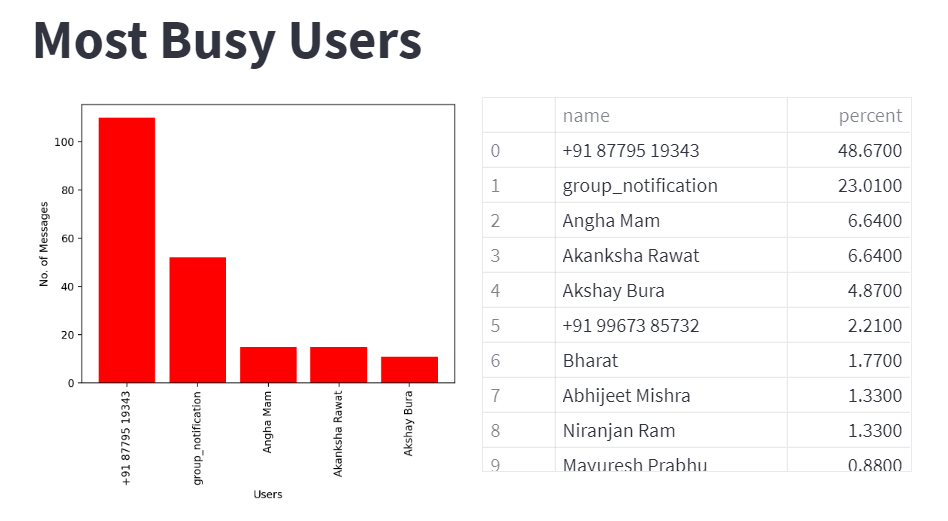 Most Busy Users
100
80
60
40
20
0
No. of Messages
+91 87795 19343
group_notification
Angha Mam
Akanksha Rawat
Akshay Bura
Users
name percent
0 +91 87795 19343 48.6700
1 group_notification 23.0100
2 Angha Mam 6.6400
3 Akanksha Rawat 6.6400
4 Akshay Bura 4.8700
5 +91 99673 85732 2.2100
6 Bharat 1.7700
7 Abhijeet Mishra 1.3300
8 Niranjan Ram 1.3300
9 Mayuresh Prabhu 0.8800